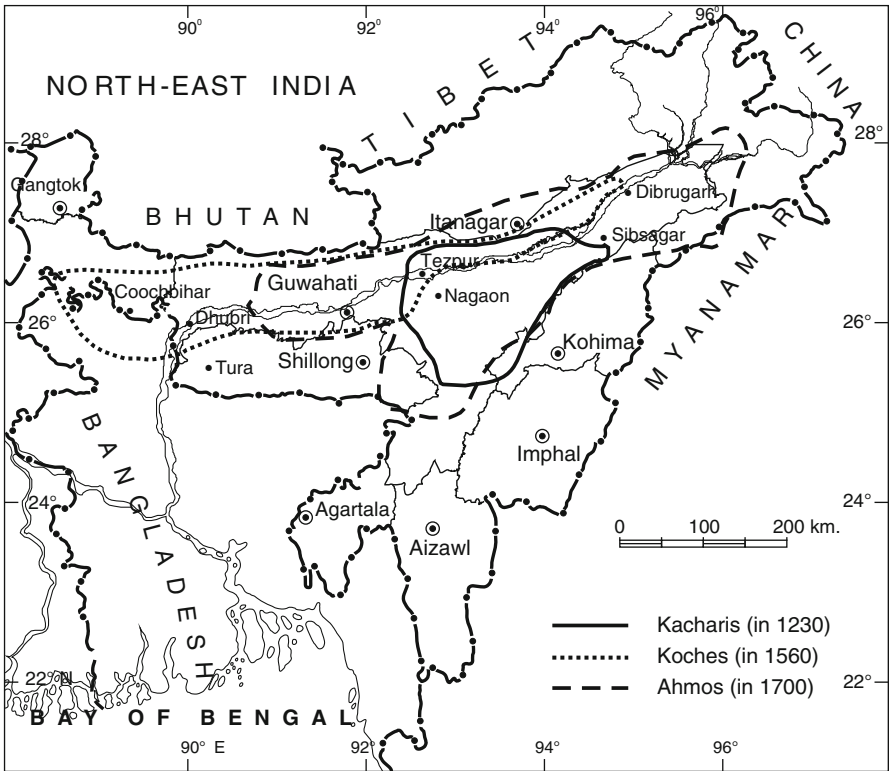 90° 92° 94° 96°
NORTH-EAST INDIA
TIBET
CHINA
28° 28°
Gangtok
BHUTAN
Itanagar
Dibrugarh
Sibsagar
Tezpur
Coochbihar
Guwahati
Nagaon
26° 26°
Dhubri
Tura
Shillong
Kohima
MYANAMAR
BANGLADESH
Imphal
24° 24°
Agartala
Aizawl
0 100 200 km.
Kacharis (in 1230)
Koches (in 1560)
Ahmos (in 1700)
22° N 22°
BAY OF BENGAL
90° E 92° 94° 96°